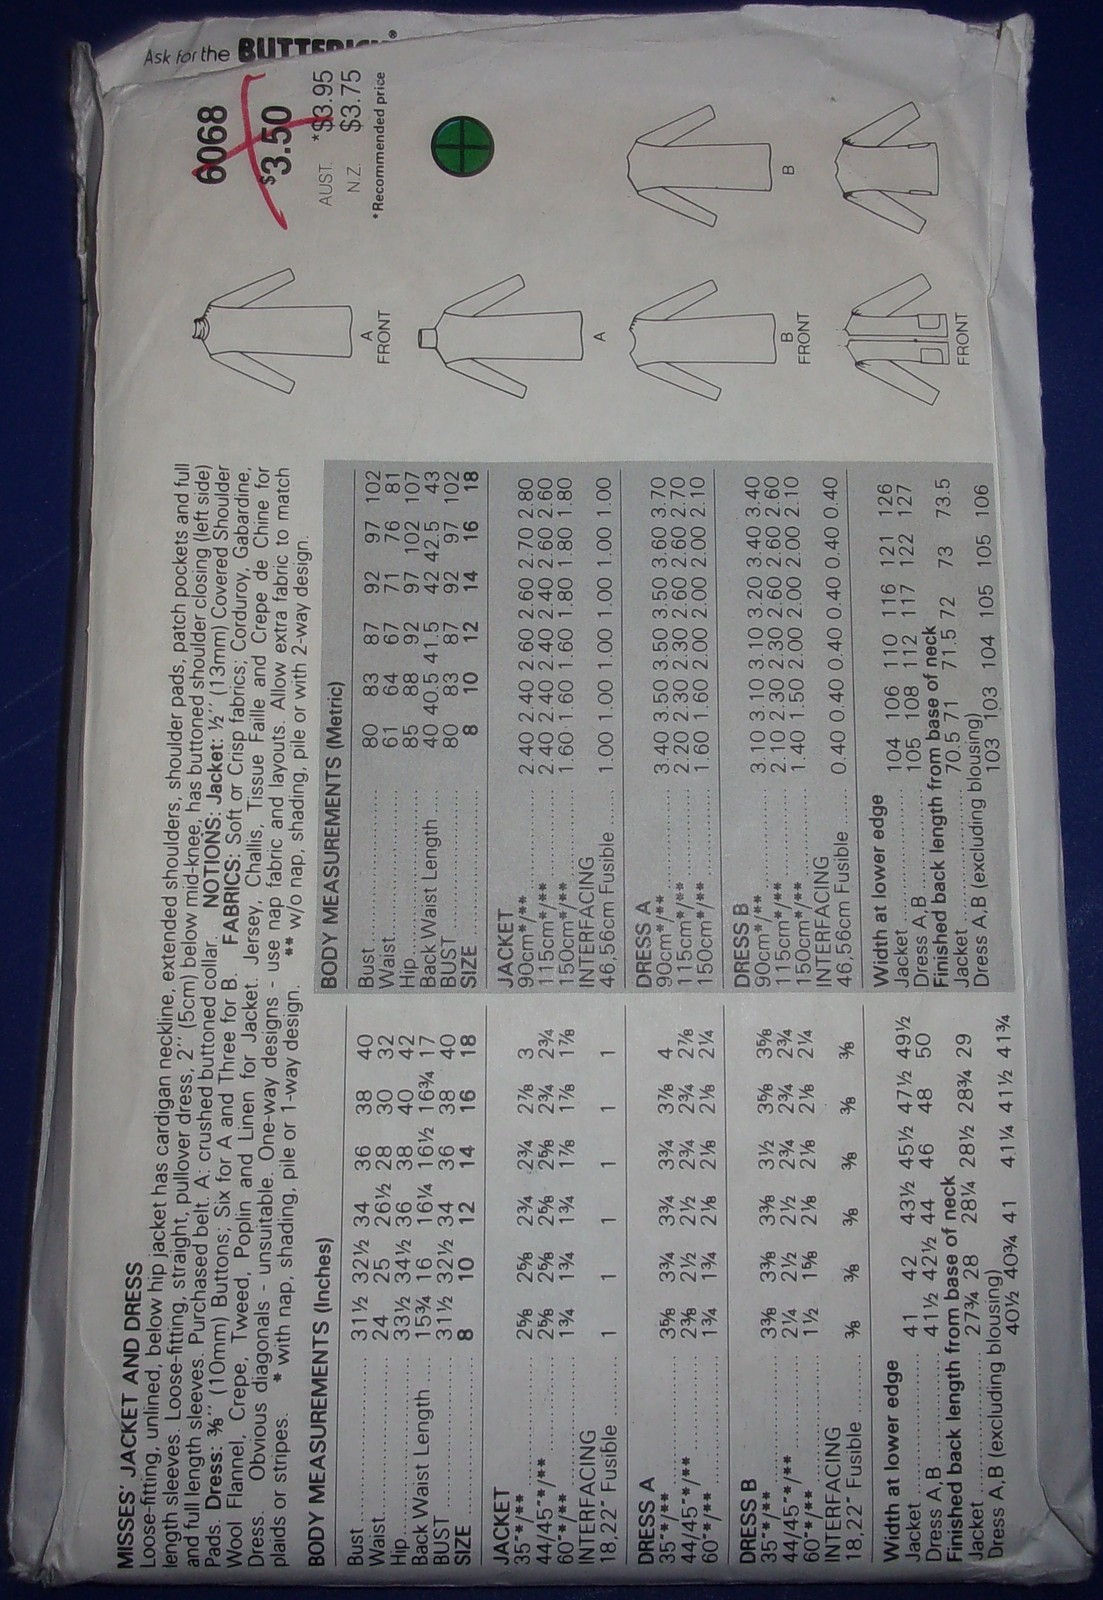 Ask for the BUTTERICK®
6068
$3.50
AUST. *$3.95
N.Z. $3.75
*Recommended price
MISSES' JACKET AND DRESS
Loose-fitting, unlined, below hip jacket has cardigan neckline, extended shoulders, shoulder pads, patch pockets and full
length sleeves. Loose-fitting, straight, pullover dress, 2″ (5cm) below mid-knee, has buttoned shoulder closing (left side)
and full length sleeves. Purchased belt. A: crushed buttoned collar. NOTIONS: Jacket: ½″ (13mm) Covered Shoulder
Pads. Dress: ⅜″ (10mm) Buttons; Six for A and Three for B. FABRICS: Soft or Crisp fabrics; Corduroy, Gabardine,
Wool Flannel, Crepe, Tweed, Poplin and Linen for Jacket. Jersey, Challis, Tissue Faille and Crepe de Chine for
Dress. Obvious diagonals - unsuitable. One-way designs - use nap fabric and layouts. Allow extra fabric to match
plaids or stripes. * with nap, shading, pile or 1-way design. ** w/o nap, shading, pile or with 2-way design.
BODY MEASUREMENTS (Inches)
Bust 31½ 32½ 34 36 38 40
Waist 24 25 26½ 28 30 32
Hip 33½ 34½ 36 38 40 42
Back Waist Length 15¾ 16 16¼ 16½ 16¾ 17
BUST 31½ 32½ 34 36 38 40
SIZE 8 10 12 14 16 18
JACKET
35″*/** 2⅝ 2⅝ 2¾ 2¾ 2⅞ 3
44/45″*/** 2⅝ 2⅝ 2⅝ 2⅝ 2¾ 2¾
60″*/** 1¾ 1¾ 1¾ 1⅞ 1⅞ 1⅞
INTERFACING
18,22″ Fusible 1 1 1 1 1 1
DRESS A
35″*/** 3⅝ 3¾ 3¾ 3¾ 3⅞ 4
44/45″*/** 2⅜ 2½ 2½ 2¾ 2¾ 2⅞
60″*/** 1¾ 1¾ 2⅛ 2⅛ 2⅛ 2¼
DRESS B
35″*/** 3⅜ 3⅜ 3⅜ 3½ 3⅝ 3⅝
44/45″*/** 2¼ 2½ 2½ 2¾ 2¾ 2¾
60″*/** 1½ 1⅝ 2⅛ 2⅛ 2⅛ 2¼
INTERFACING
18,22″ Fusible ⅜ ⅜ ⅜ ⅜ ⅜ ⅜
Width at lower edge
Jacket 41 42 43½ 45½ 47½ 49½
Dress A,B 41½ 42½ 44 46 48 50
Finished back length from base of neck
Jacket 27¾ 28 28¼ 28½ 28¾ 29
Dress A,B (excluding blousing)
40½ 40¾ 41 41¼ 41½ 41¾
BODY MEASUREMENTS (Metric)
Bust 80 83 87 92 97 102
Waist 61 64 67 71 76 81
Hip 85 88 92 97 102 107
Back Waist Length 40 40.5 41.5 42 42.5 43
BUST 80 83 87 92 97 102
SIZE 8 10 12 14 16 18
JACKET
90cm*/** 2.40 2.40 2.60 2.60 2.70 2.80
115cm*/** 2.40 2.40 2.40 2.40 2.60 2.60
150cm*/** 1.60 1.60 1.60 1.80 1.80 1.80
INTERFACING
46,56cm Fusible 1.00 1.00 1.00 1.00 1.00 1.00
DRESS A
90cm*/** 3.40 3.50 3.50 3.50 3.60 3.70
115cm*/** 2.20 2.30 2.30 2.60 2.60 2.70
150cm*/** 1.60 1.60 2.00 2.00 2.00 2.10
DRESS B
90cm*/** 3.10 3.10 3.10 3.20 3.40 3.40
115cm*/** 2.10 2.30 2.30 2.60 2.60 2.60
150cm*/** 1.40 1.50 2.00 2.00 2.00 2.10
INTERFACING
46,56cm Fusible 0.40 0.40 0.40 0.40 0.40 0.40
Width at lower edge
Jacket 104 106 110 116 121 126
Dress A,B 105 108 112 117 122 127
Finished back length from base of neck
Jacket 70.5 71 71.5 72 73 73.5
Dress A,B (excluding blousing)
103 103 104 105 105 106
A
FRONT
A
B
FRONT
B
FRONT